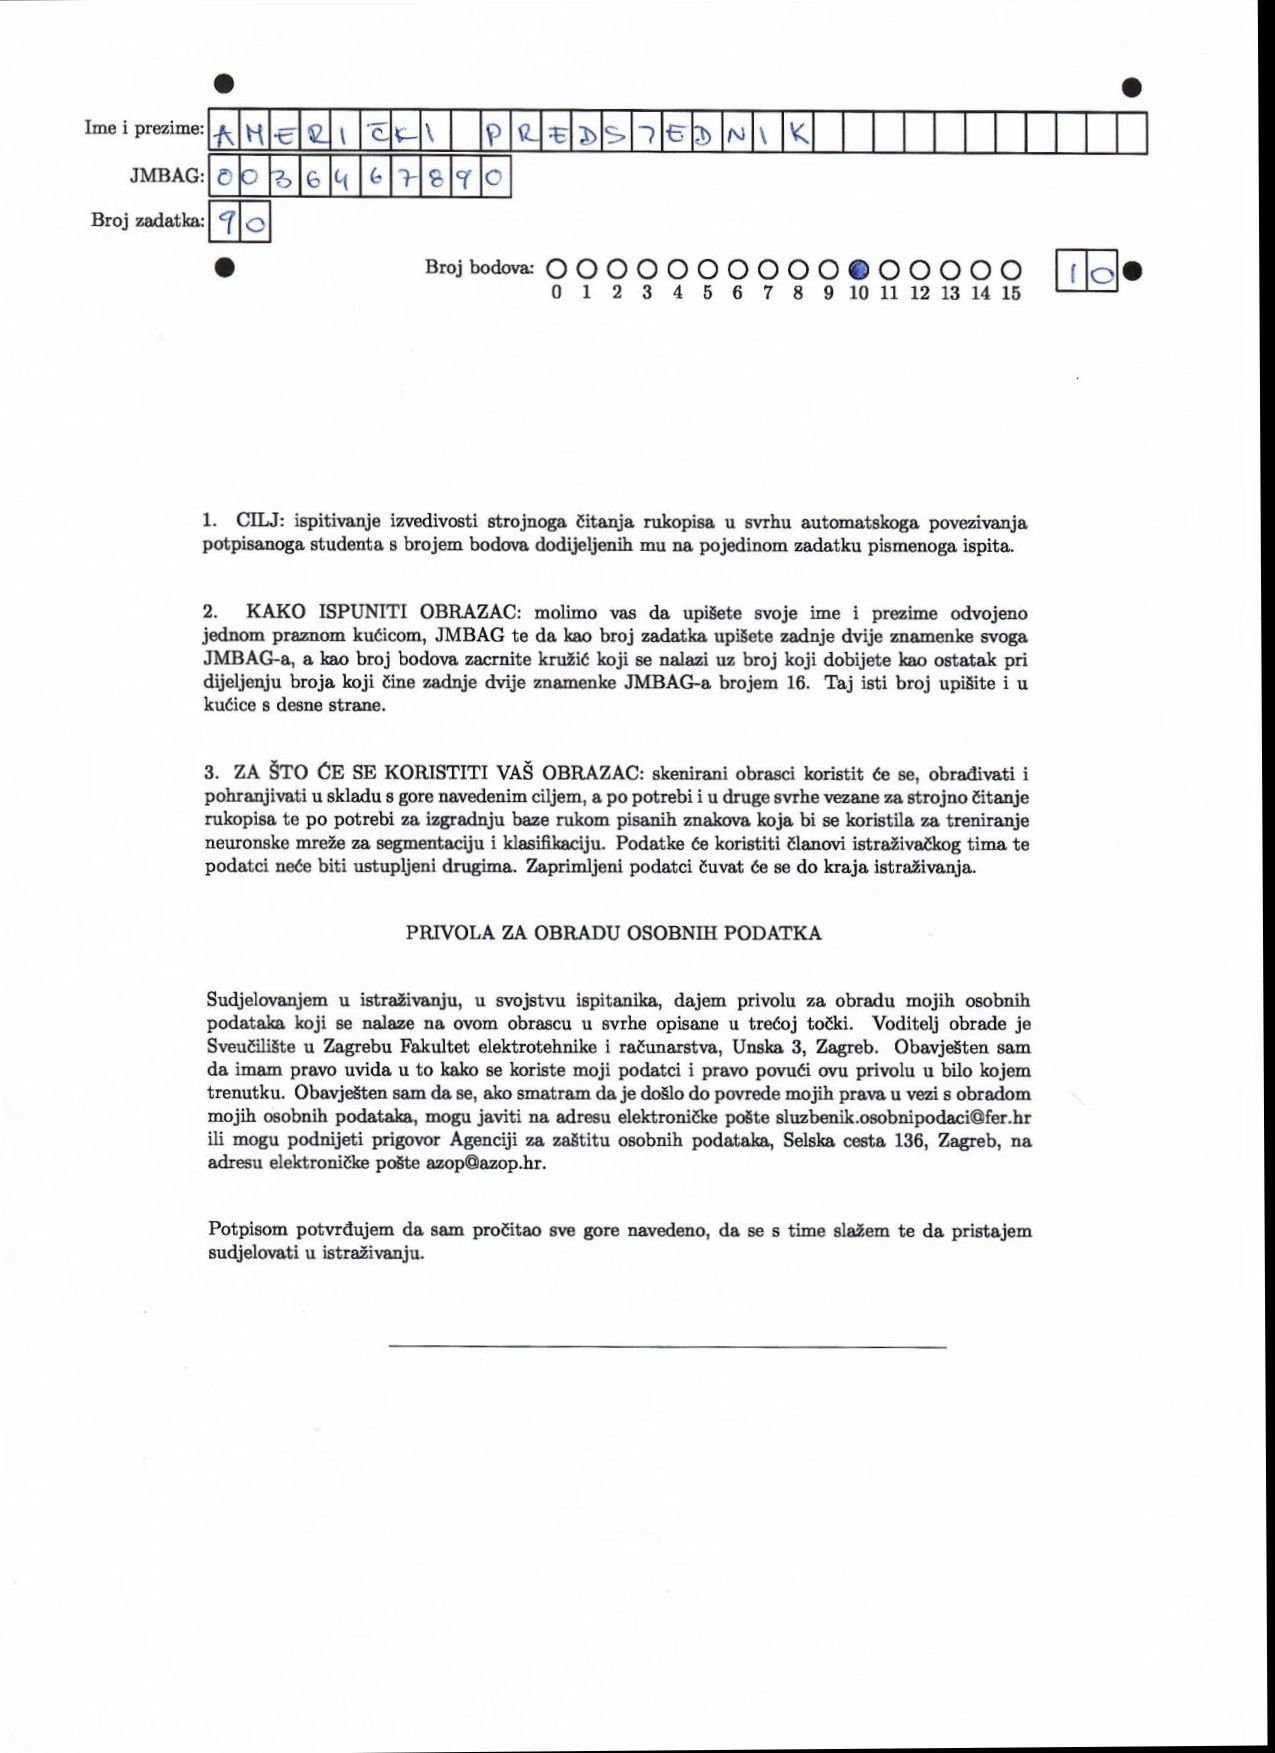 Ime i prezime: AMERIČKI PREDSJEDNIK
JMBAG: 0036467890
Broj zadatka: 90
Broj bodova: 10
0 1 2 3 4 5 6 7 8 9 10 11 12 13 14 15
1. CILJ: ispitivanje izvedivosti strojnoga čitanja rukopisa u svrhu automatskoga povezivanja
potpisanoga studenta s brojem bodova dodijeljenih mu na pojedinom zadatku pismenoga ispita.
2. KAKO ISPUNITI OBRAZAC: molimo vas da upišete svoje ime i prezime odvojeno
jednom praznom kućicom, JMBAG te da kao broj zadatka upišete zadnje dvije znamenke svoga
JMBAG-a, a kao broj bodova zacrnite kružić koji se nalazi uz broj koji dobijete kao ostatak pri
dijeljenju broja koji čine zadnje dvije znamenke JMBAG-a brojem 16. Taj isti broj upišite i u
kućice s desne strane.
3. ZA ŠTO ĆE SE KORISTITI VAŠ OBRAZAC: skenirani obrasci koristit će se, obrađivati i
pohranjivati u skladu s gore navedenim ciljem, a po potrebi i u druge svrhe vezane za strojno čitanje
rukopisa te po potrebi za izgradnju baze rukom pisanih znakova koja bi se koristila za treniranje
neuronske mreže za segmentaciju i klasifikaciju. Podatke će koristiti članovi istraživačkog tima te
podatci neće biti ustupljeni drugima. Zaprimljeni podatci čuvat će se do kraja istraživanja.
PRIVOLA ZA OBRADU OSOBNIH PODATKA
Sudjelovanjem u istraživanju, u svojstvu ispitanika, dajem privolu za obradu mojih osobnih
podataka koji se nalaze na ovom obrascu u svrhe opisane u trećoj točki. Voditelj obrade je
Sveučilište u Zagrebu Fakultet elektrotehnike i računarstva, Unska 3, Zagreb. Obavješten sam
da imam pravo uvida u to kako se koriste moji podatci i pravo povući ovu privolu u bilo kojem
trenutku. Obavješten sam da se, ako smatram da je došlo do povrede mojih prava u vezi s obradom
mojih osobnih podataka, mogu javiti na adresu elektroničke pošte sluzbenik.osobnipodaci@fer.hr
ili mogu podnijeti prigovor Agenciji za zaštitu osobnih podataka, Selska cesta 136, Zagreb, na
adresu elektroničke pošte azop@azop.hr.
Potpisom potvrđujem da sam pročitao sve gore navedeno, da se s time slažem te da pristajem
sudjelovati u istraživanju.